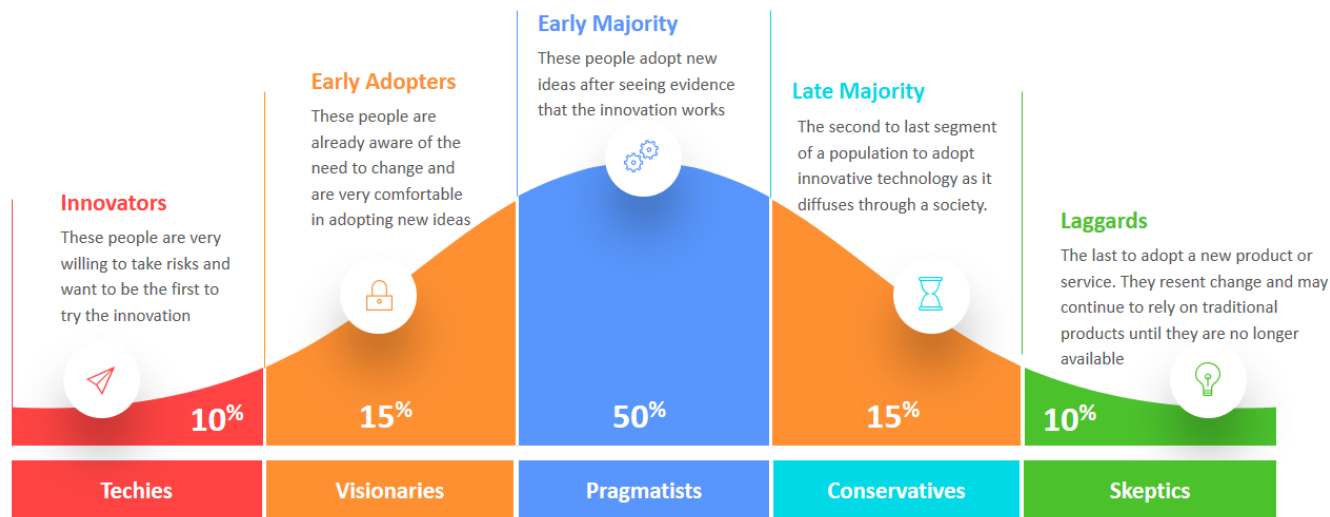 Innovators
These people are very
willing to take risks and
want to be the first to
try the innovation
Early Adopters
These people are
already aware of the
need to change and
are very comfortable
in adopting new ideas
Early Majority
These people adopt new
ideas after seeing evidence
that the innovation works
Late Majority
The second to last segment
of a population to adopt
innovative technology as it
diffuses through a society.
Laggards
The last to adopt a new product or
service. They resent change and may
continue to rely on traditional
products until they are no longer
available
10%
15%
50%
15%
10%
Techies
Visionaries
Pragmatists
Conservatives
Skeptics